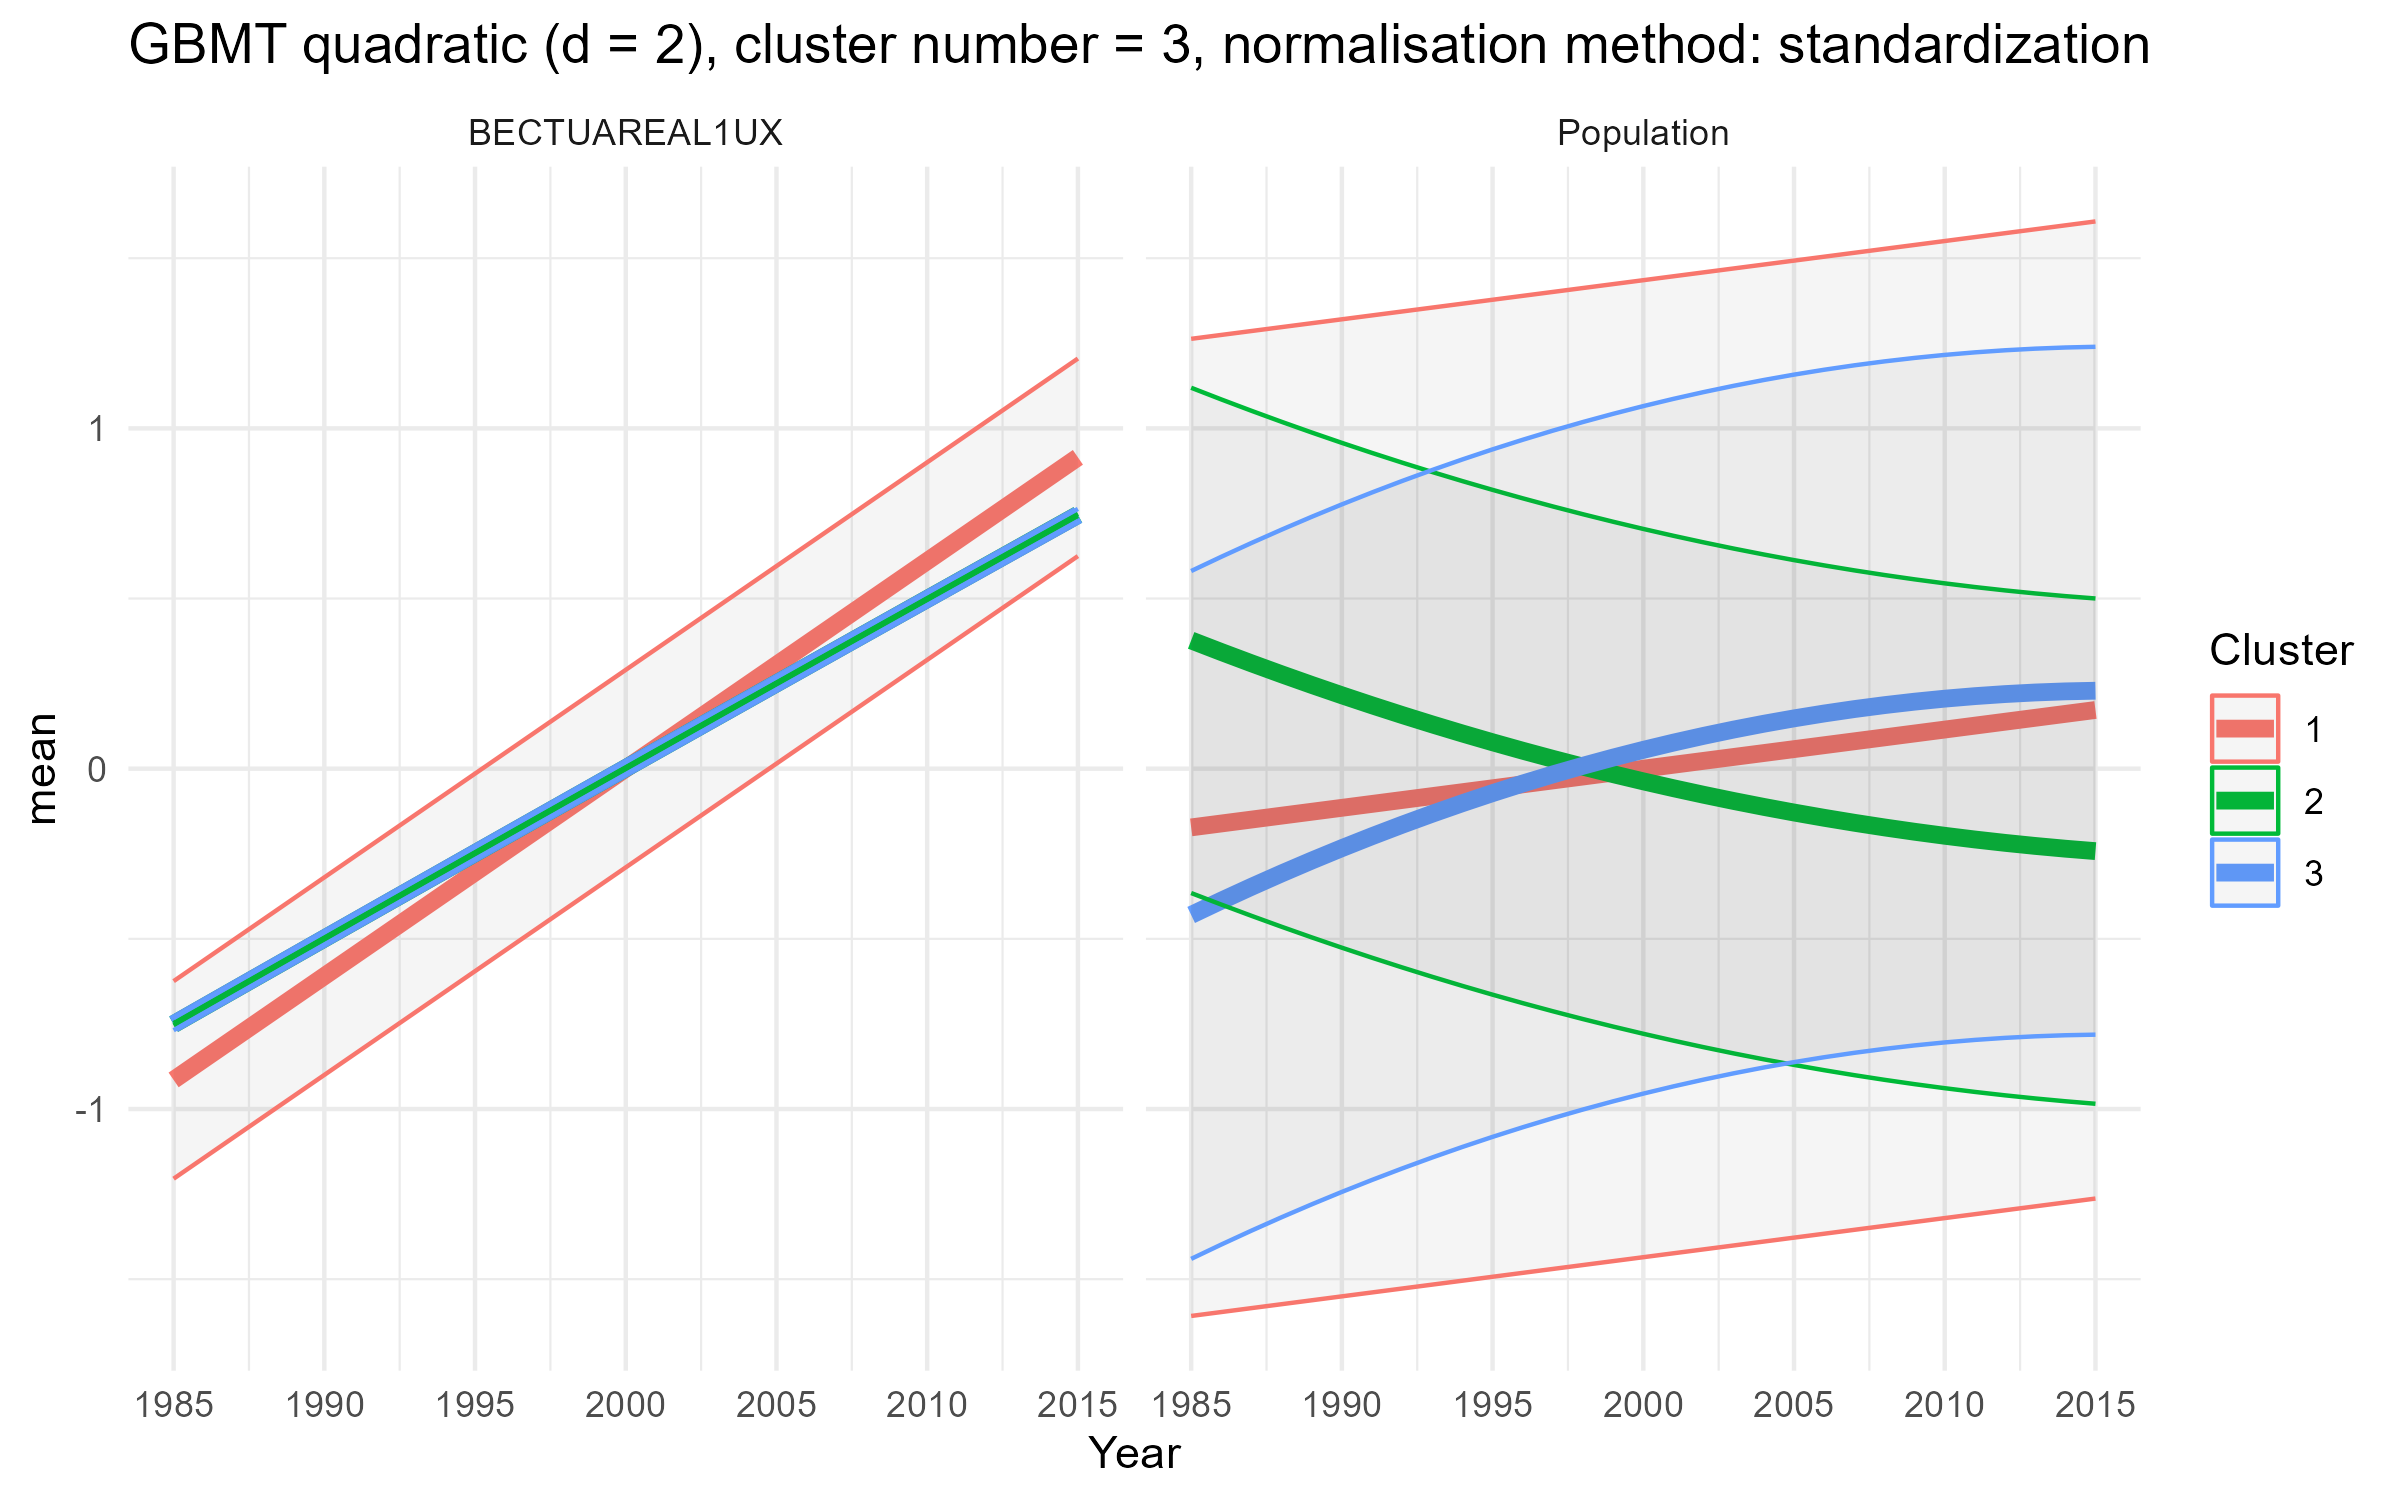 GBMT quadratic (d = 2), cluster number = 3, normalisation method: standardization
BECTUAREAL1UX
Population
mean
1
0
-1
1985 1990 1995 2000 2005 2010 2015
1985 1990 1995 2000 2005 2010 2015
Year
Cluster
1
2
3